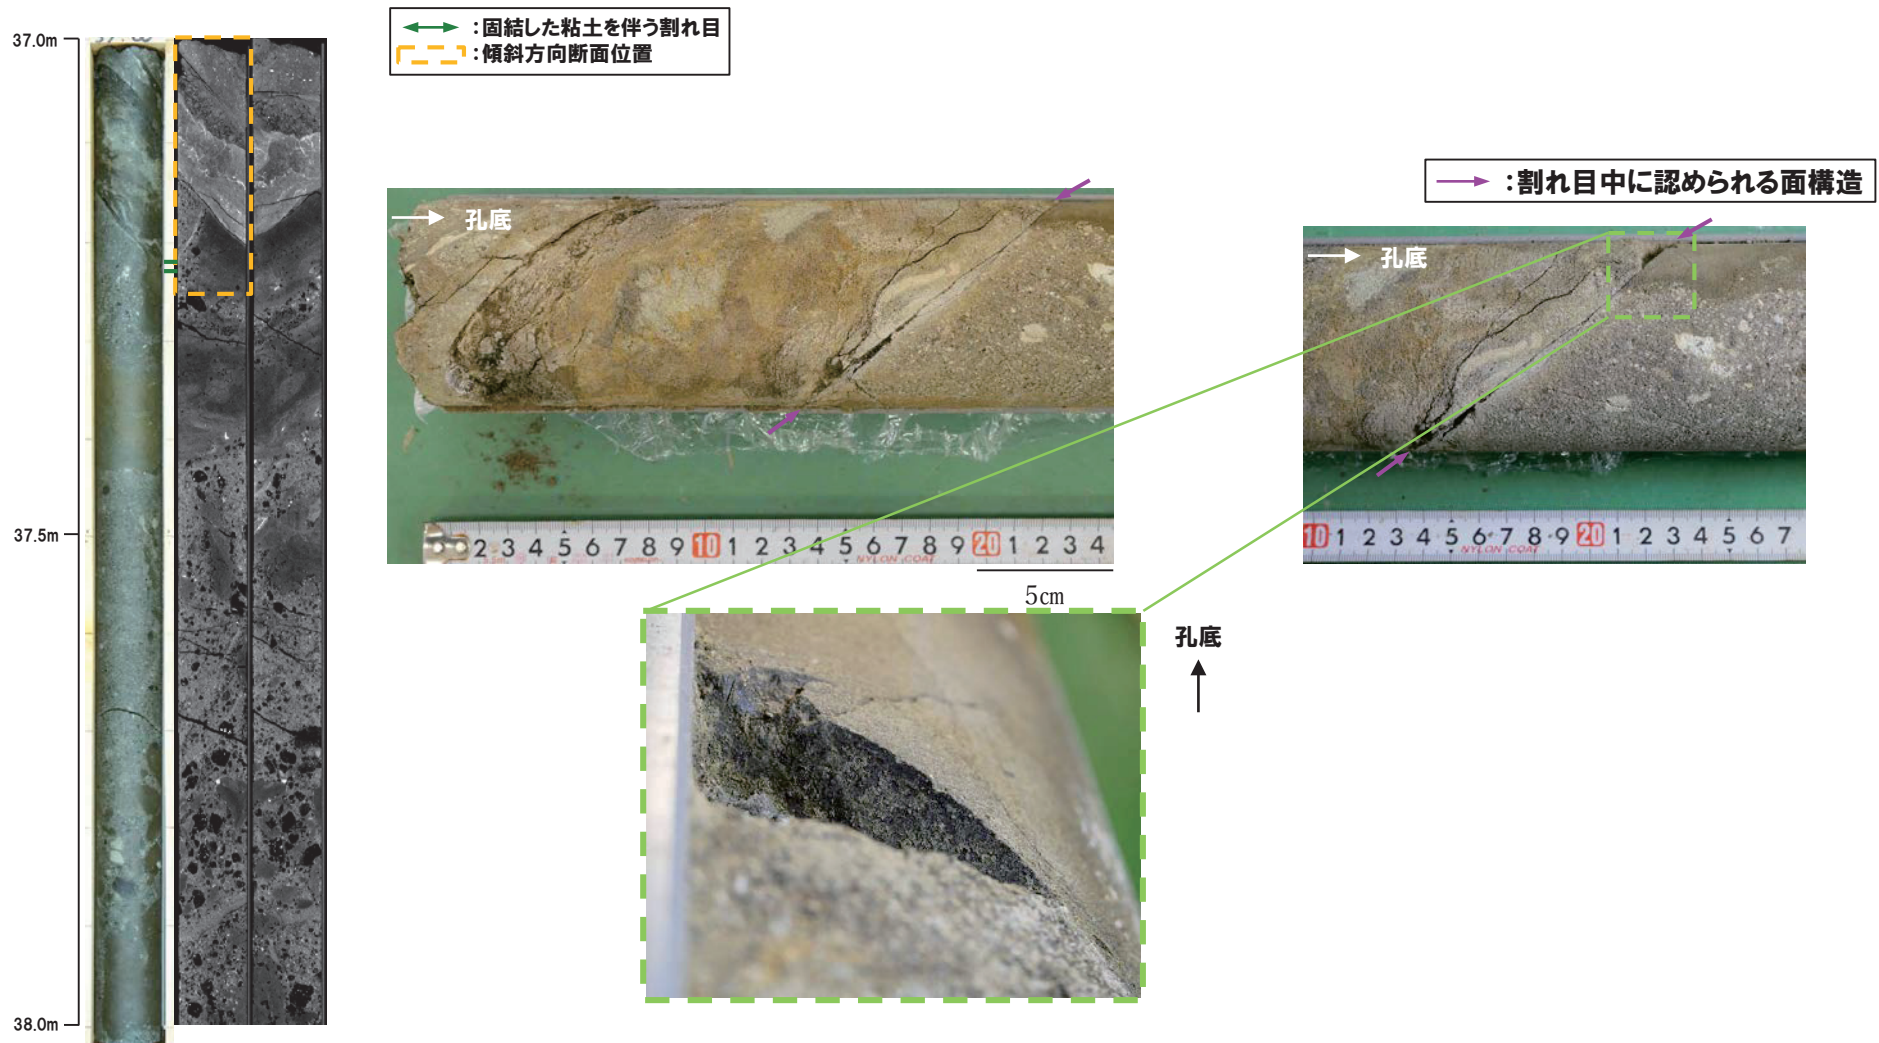 37.0m
37.5m
38.0m
:固結した粘土を伴う割れ目
:傾斜方向断面位置
:割れ目中に認められる面構造
孔底
2 3 4 5 6 7 8 9 10 1 2 3 4 5 6 7 8 9 20 1 2 3 4
NYLON COAT
5cm
孔底
10 1 2 3 4 5 6 7 8 9 20 1 2 3 4 5 6 7
NYLON COAT
孔底